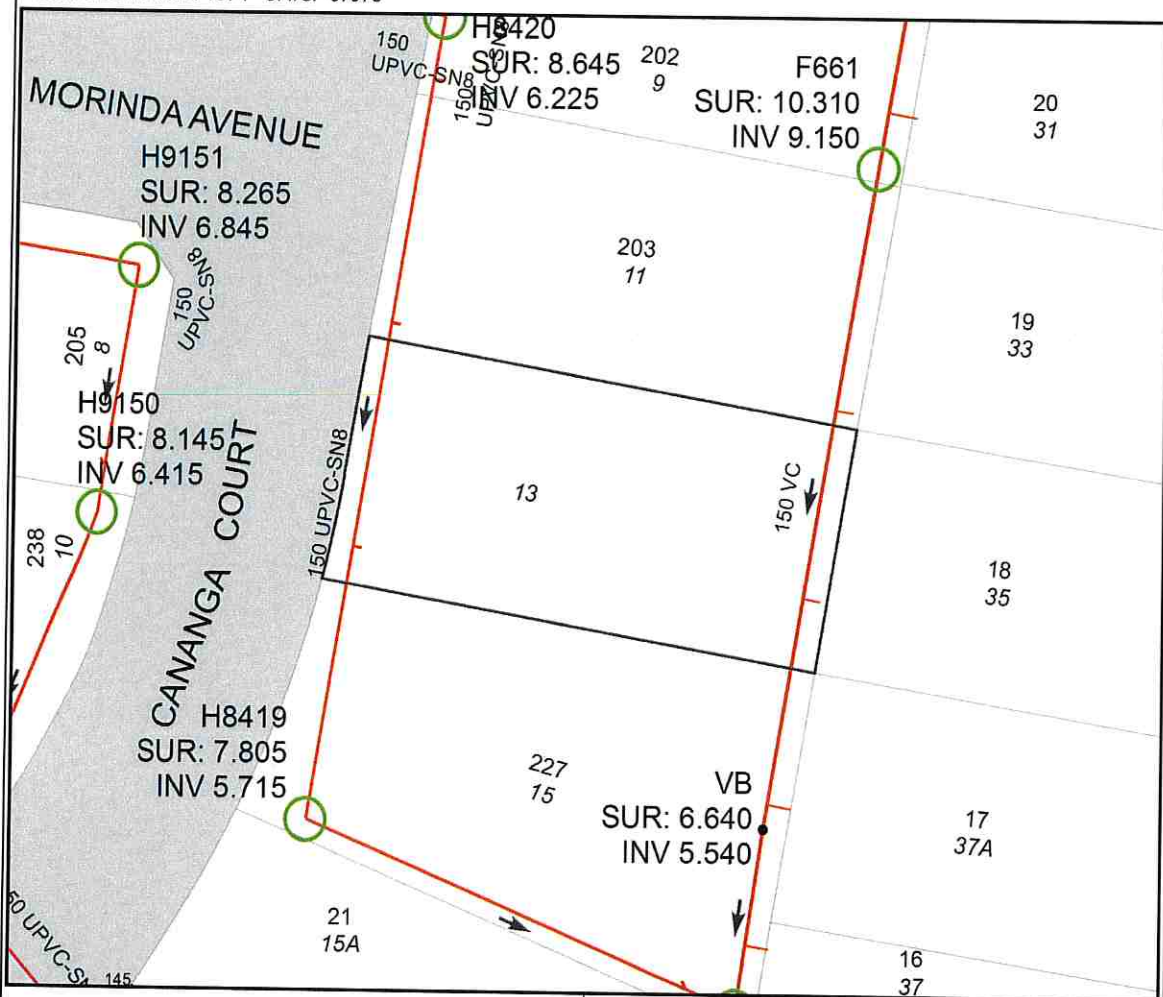 H8420
SUR: 8.645
INV 6.225
150
UPVC-SN8
150
UPVC-SN8
202
9
F661
SUR: 10.310
INV 9.150
20
31
MORINDA AVENUE
H9151
SUR: 8.265
INV 6.845
150
UPVC-SN8
203
11
19
33
205
8
H9150
SUR: 8.145
INV 6.415
CANANGA COURT
150 UPVC-SN8
13
150 VC
238
10
18
35
H8419
SUR: 7.805
INV 5.715
227
15
VB
SUR: 6.640
INV 5.540
17
37A
21
15A
16
37
145